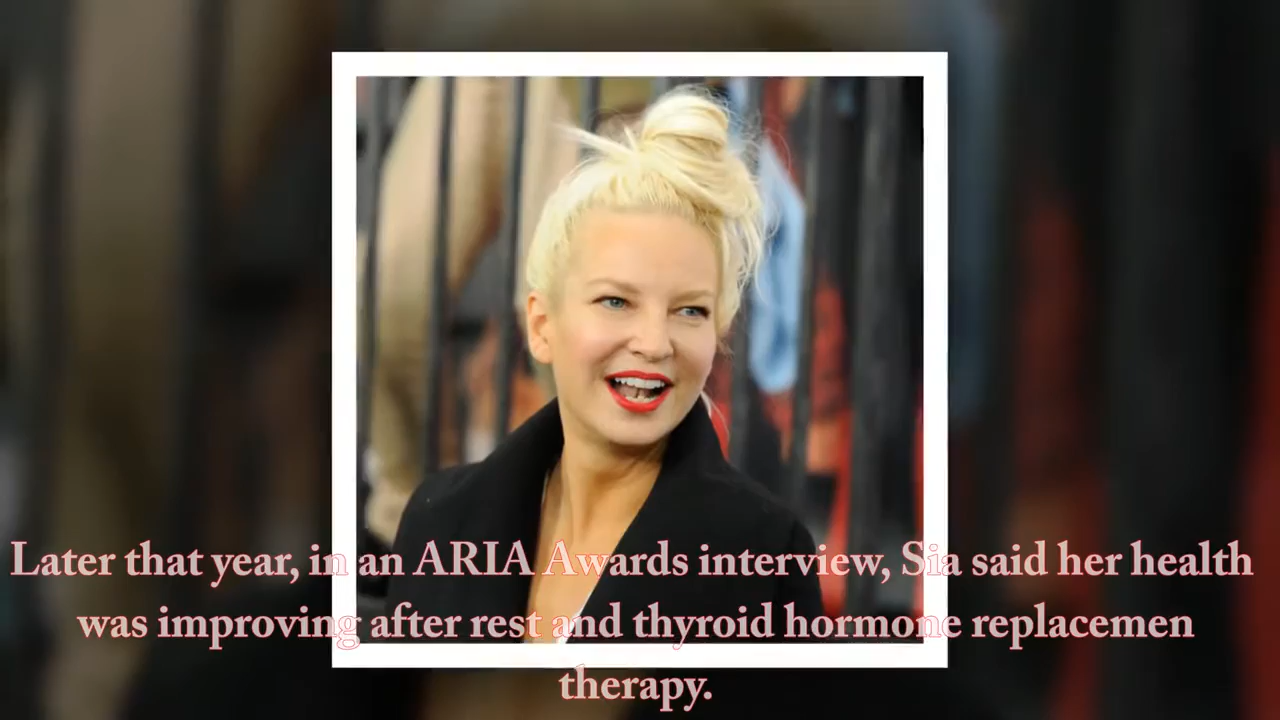 Later that year, in an ARIA Awards interview, Sia said her health
was improving after rest and thyroid hormone replacemen
therapy.